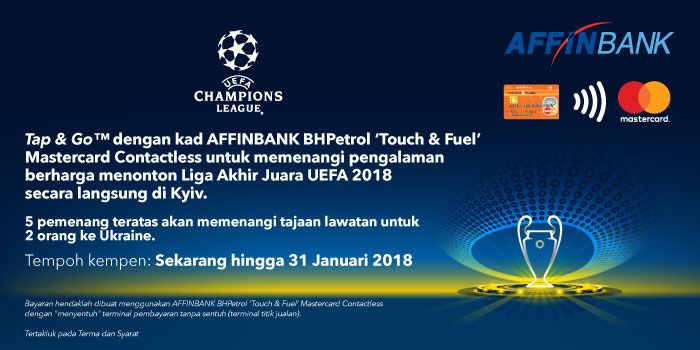 UEFA
CHAMPIONS
LEAGUE®
AFFINBANK
mastercard.
Tap & Go™ dengan kad AFFINBANK BHPetrol ‘Touch & Fuel’
Mastercard Contactless untuk memenangi pengalaman
berharga menonton Liga Akhir Juara UEFA 2018
secara langsung di Kyiv.
5 pemenang teratas akan memenangi tajaan lawatan untuk
2 orang ke Ukraine.
Tempoh kempen: Sekarang hingga 31 Januari 2018
Bayaran hendaklah dibuat menggunakan AFFINBANK BHPetrol ‘Touch & Fuel’ Mastercard Contactless
dengan "menyentuh" terminal pembayaran tanpa sentuh (terminal titik jualan).
Tertakluk pada Terma dan Syarat